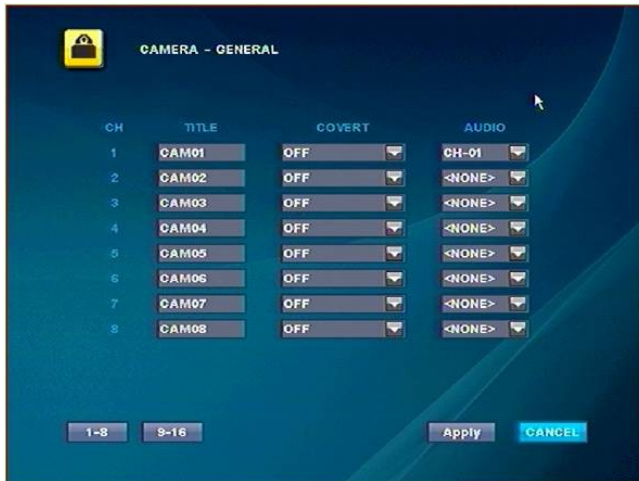 CAMERA - GENERAL
CH TITLE COVERT AUDIO
1 CAM01 OFF CH-01
2 CAM02 OFF <NONE>
3 CAM03 OFF <NONE>
4 CAM04 OFF <NONE>
5 CAM05 OFF <NONE>
6 CAM06 OFF <NONE>
7 CAM07 OFF <NONE>
8 CAM08 OFF <NONE>
1-8 9-16 Apply CANCEL